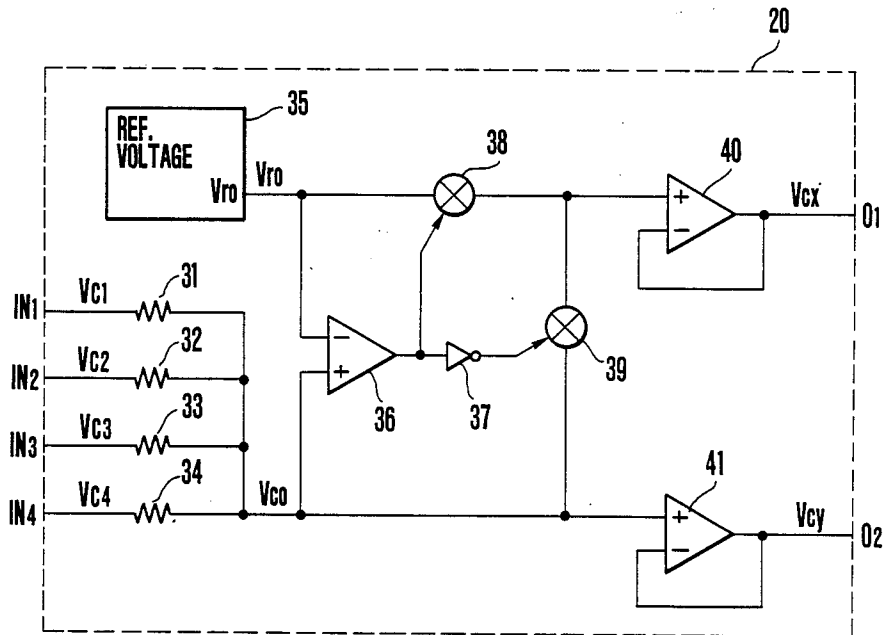 20
35
REF.
VOLTAGE
Vro Vro
38
40
Vcx
O1
+
−
IN1 Vc1 31
IN2 Vc2 32
IN3 Vc3 33
IN4 Vc4 34
−
+
36
37
39
Vco
41
+
−
Vcy
O2